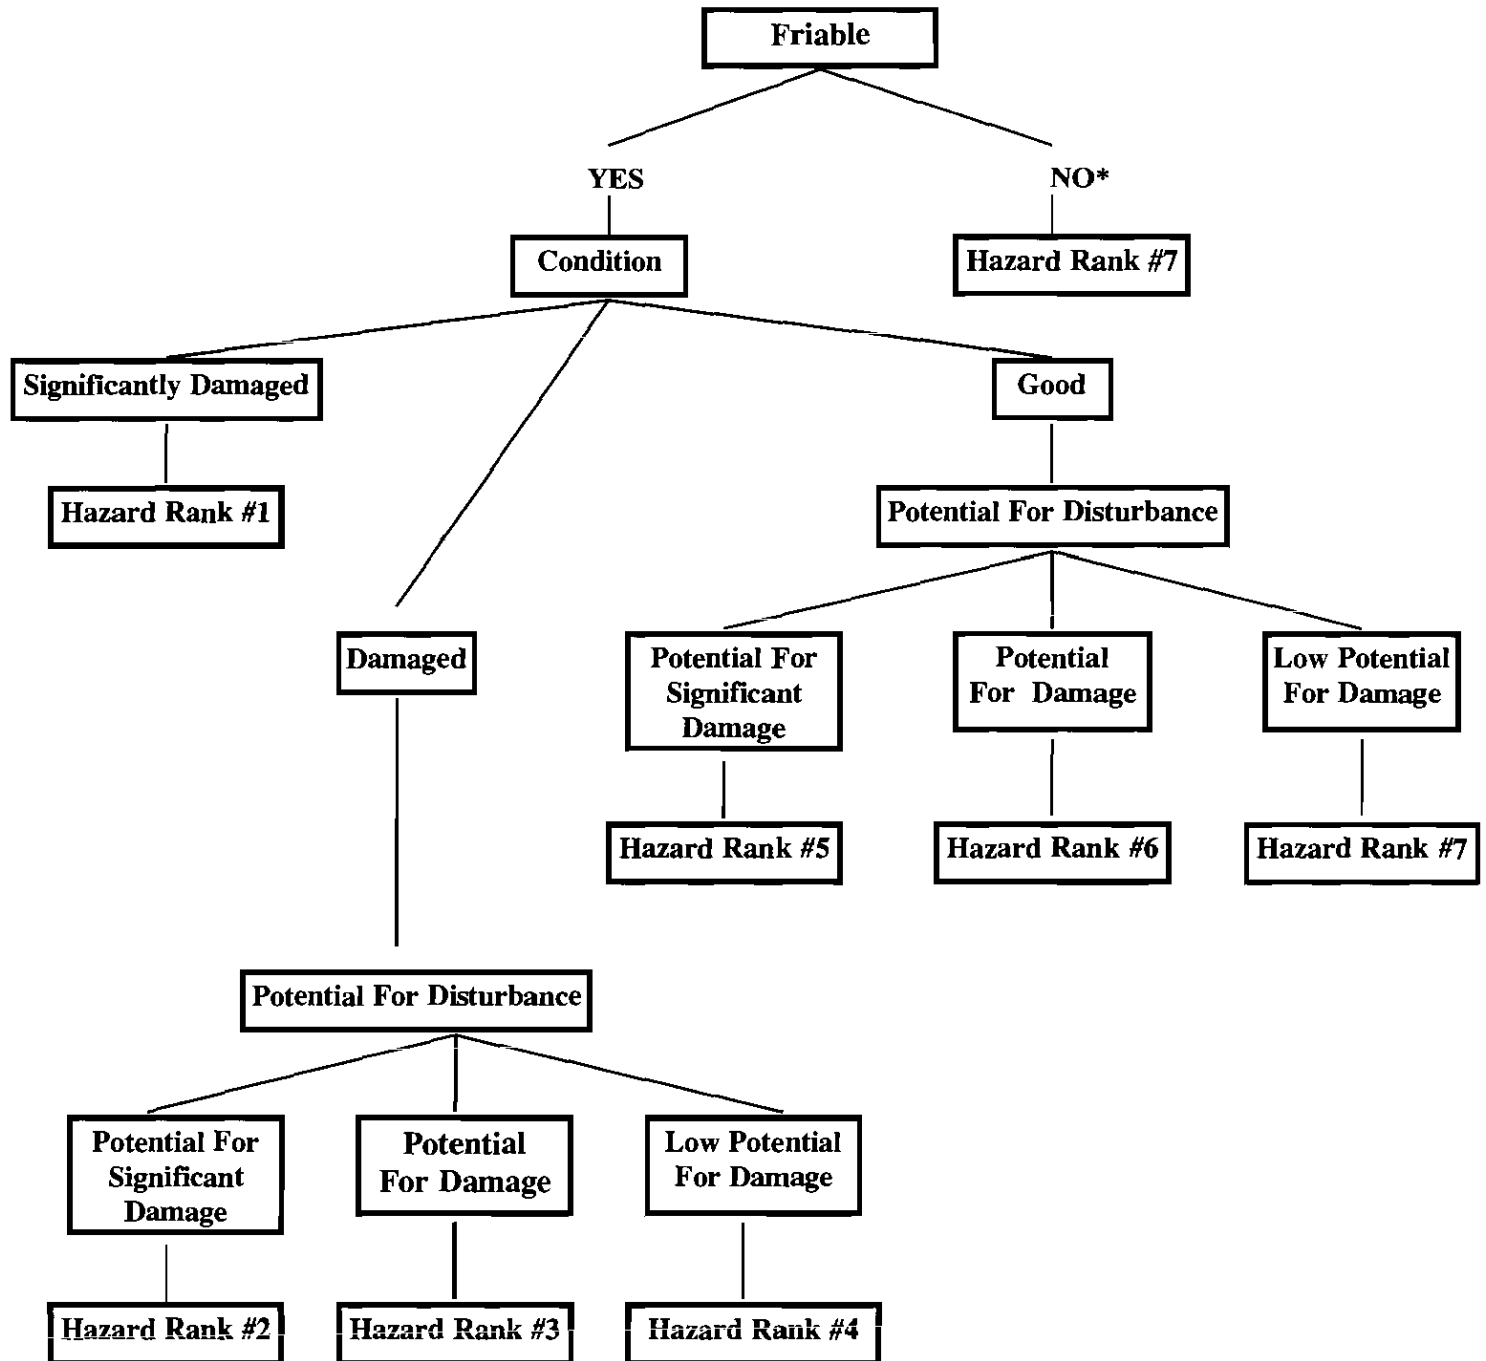 Friable
YES
NO*
Condition
Hazard Rank #7
Significantly Damaged
Good
Hazard Rank #1
Potential For Disturbance
Damaged
Potential For
Significant
Damage
Potential
For Damage
Low Potential
For Damage
Hazard Rank #5
Hazard Rank #6
Hazard Rank #7
Potential For Disturbance
Potential For
Significant
Damage
Potential
For Damage
Low Potential
For Damage
Hazard Rank #2
Hazard Rank #3
Hazard Rank #4